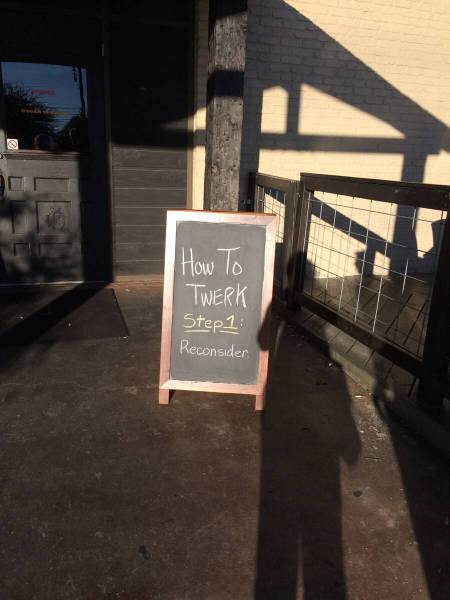 How To
TWERK
Step 1:
Reconsider